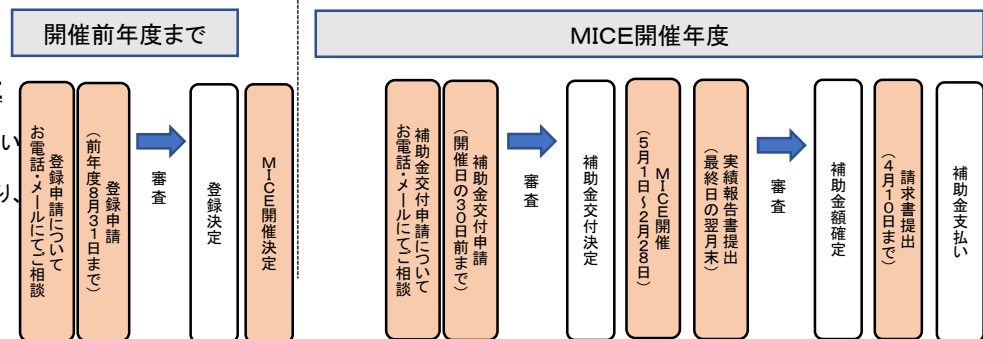 開催前年度まで
MICE開催年度
い
り、
登録申請について
お電話・メールにてご相談
登録申請
（前年度8月31日まで）
審査
登録決定
MICE開催決定
補助金交付申請について
お電話・メールにてご相談
補助金交付申請
（開催日の30日前まで）
審査
補助金交付決定
MICE開催
（5月1日～2月28日）
実績報告書提出
（最終日の翌月末）
審査
補助金額確定
請求書提出
（4月10日まで）
補助金支払い